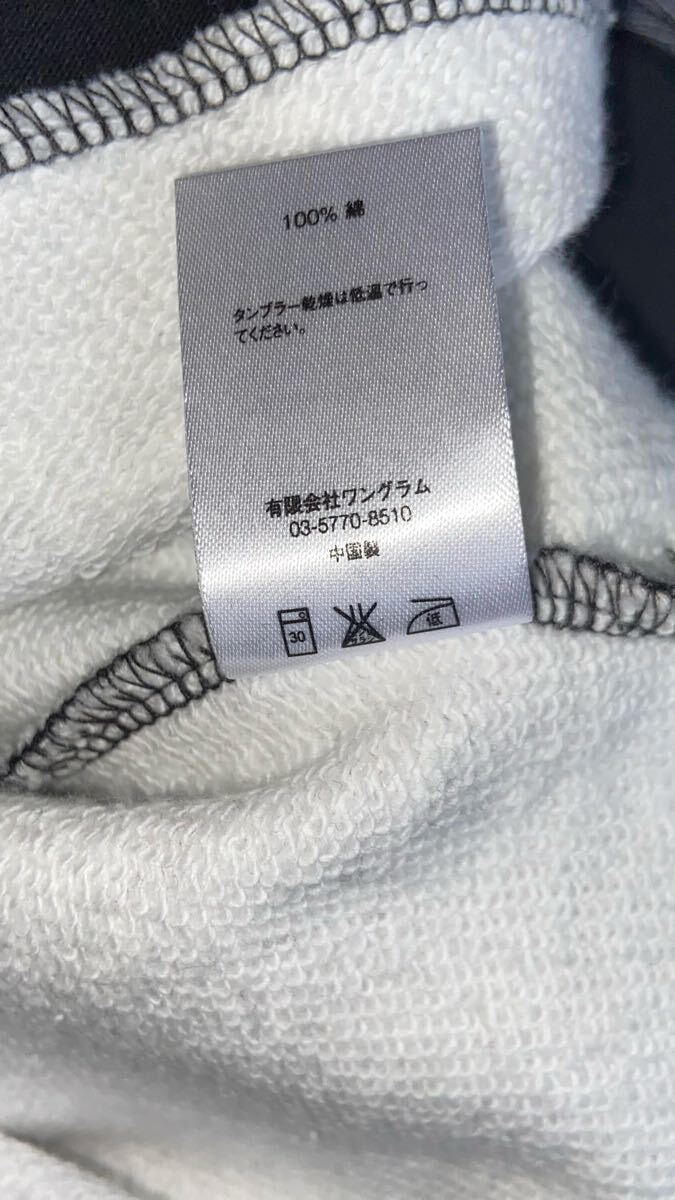 100% 綿
タンブラー乾燥は低温で行っ
てください。
有限会社ワングラム
03-5770-8510
中国製
30
低